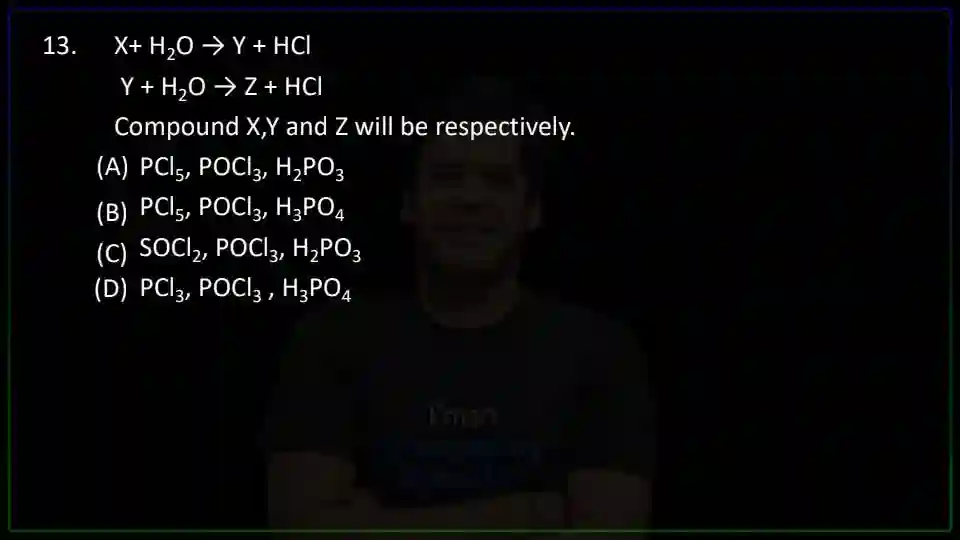 13. X+ H₂O → Y + HCl
Y + H₂O → Z + HCl
Compound X,Y and Z will be respectively.
(A) PCl₅, POCl₃, H₂PO₃
(B) PCl₅, POCl₃, H₃PO₄
(C) SOCl₂, POCl₃, H₂PO₃
(D) PCl₃, POCl₃ , H₃PO₄
I'm an